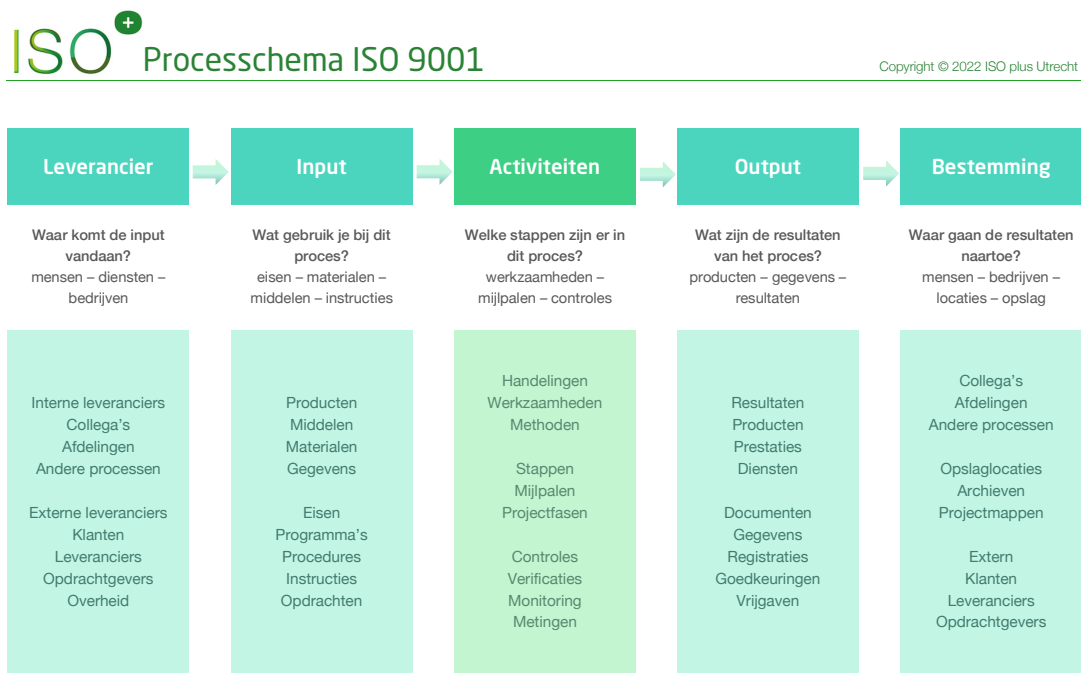 ISO+
Processchema ISO 9001
Copyright © 2022 ISO plus Utrecht
Leverancier
Input
Activiteiten
Output
Bestemming
Waar komt de input
vandaan?
mensen – diensten –
bedrijven
Wat gebruik je bij dit
proces?
eisen – materialen –
middelen – instructies
Welke stappen zijn er in
dit proces?
werkzaamheden –
mijlpalen – controles
Wat zijn de resultaten
van het proces?
producten – gegevens –
resultaten
Waar gaan de resultaten
naartoe?
mensen – bedrijven –
locaties – opslag
Interne leveranciers
Collega's
Afdelingen
Andere processen
Externe leveranciers
Klanten
Leveranciers
Opdrachtgevers
Overheid
Producten
Middelen
Materialen
Gegevens
Eisen
Programma's
Procedures
Instructies
Opdrachten
Handelingen
Werkzaamheden
Methoden
Stappen
Mijlpalen
Projectfasen
Controles
Verificaties
Monitoring
Metingen
Resultaten
Producten
Prestaties
Diensten
Documenten
Gegevens
Registraties
Goedkeuringen
Vrijgaven
Collega's
Afdelingen
Andere processen
Opslaglocaties
Archieven
Projectmappen
Extern
Klanten
Leveranciers
Opdrachtgevers